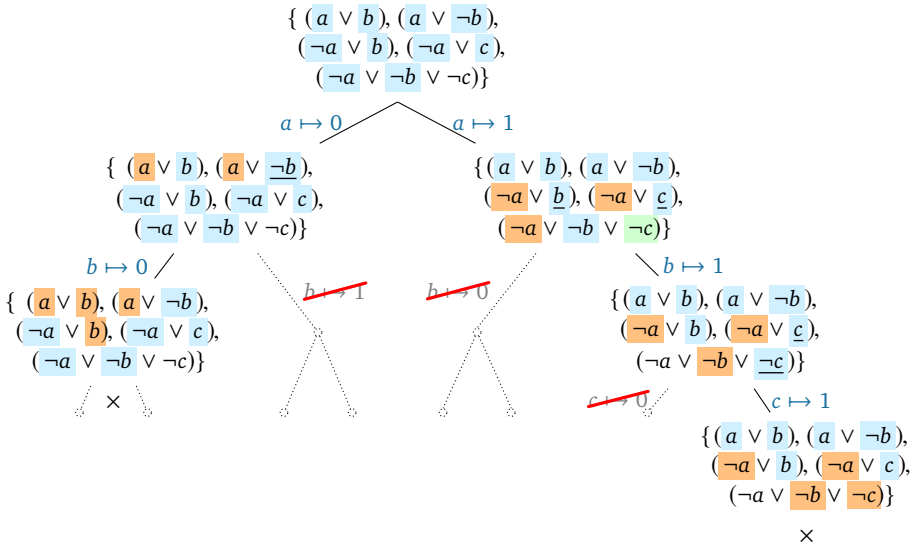 { (a ∨ b), (a ∨ ¬b),
(¬a ∨ b), (¬a ∨ c),
(¬a ∨ ¬b ∨ ¬c)}
a ↦ 0
a ↦ 1
{ (a ∨ b), (a ∨ ¬b),
(¬a ∨ b), (¬a ∨ c),
(¬a ∨ ¬b ∨ ¬c)}
{(a ∨ b), (a ∨ ¬b),
(¬a ∨ b), (¬a ∨ c),
(¬a ∨ ¬b ∨ ¬c)}
b ↦ 0
b ↦ 1
b ↦ 0
b ↦ 1
{ (a ∨ b), (a ∨ ¬b),
(¬a ∨ b), (¬a ∨ c),
(¬a ∨ ¬b ∨ ¬c)}
×
{(a ∨ b), (a ∨ ¬b),
(¬a ∨ b), (¬a ∨ c),
(¬a ∨ ¬b ∨ ¬c)}
c ↦ 0
c ↦ 1
{(a ∨ b), (a ∨ ¬b),
(¬a ∨ b), (¬a ∨ c),
(¬a ∨ ¬b ∨ ¬c)}
×